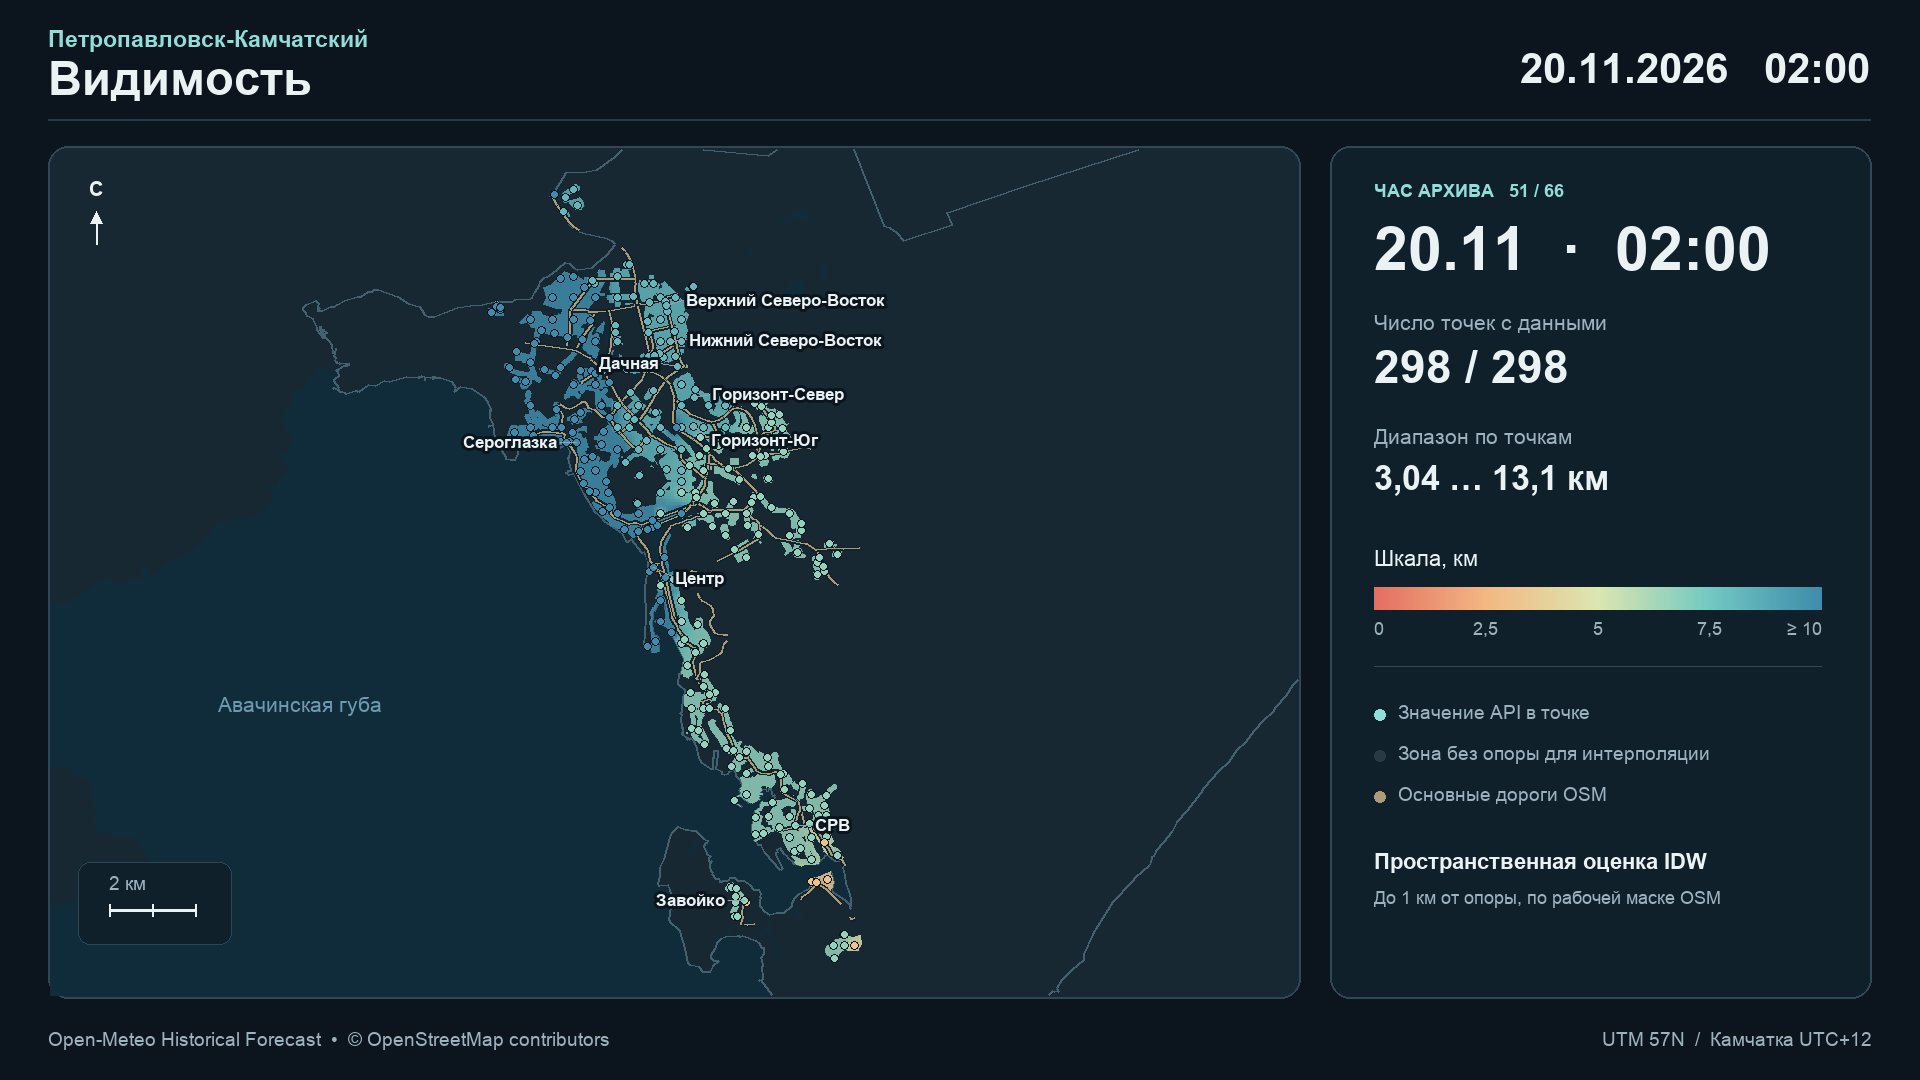 Петропавловск-Камчатский
Видимость
20.11.2026 02:00
С
Верхний Северо-Восток
Нижний Северо-Восток
Дачная
Горизонт-Север
Горизонт-Юг
Сероглазка
Центр
Авачинская губа
СРВ
Завойко
2 км
ЧАС АРХИВА 51 / 66
20.11 · 02:00
Число точек с данными
298 / 298
Диапазон по точкам
3,04 … 13,1 км
Шкала, км
0 2,5 5 7,5 ≥ 10
Значение API в точке
Зона без опоры для интерполяции
Основные дороги OSM
Пространственная оценка IDW
До 1 км от опоры, по рабочей маске OSM
Open-Meteo Historical Forecast • © OpenStreetMap contributors
UTM 57N / Камчатка UTC+12